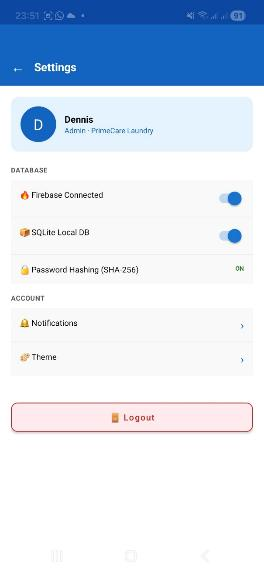 23:51
91
← Settings
D
Dennis
Admin · PrimeCare Laundry
DATABASE
🔥 Firebase Connected
📦 SQLite Local DB
🔒 Password Hashing (SHA-256) ON
ACCOUNT
🔔 Notifications ›
🎨 Theme ›
🚪 Logout